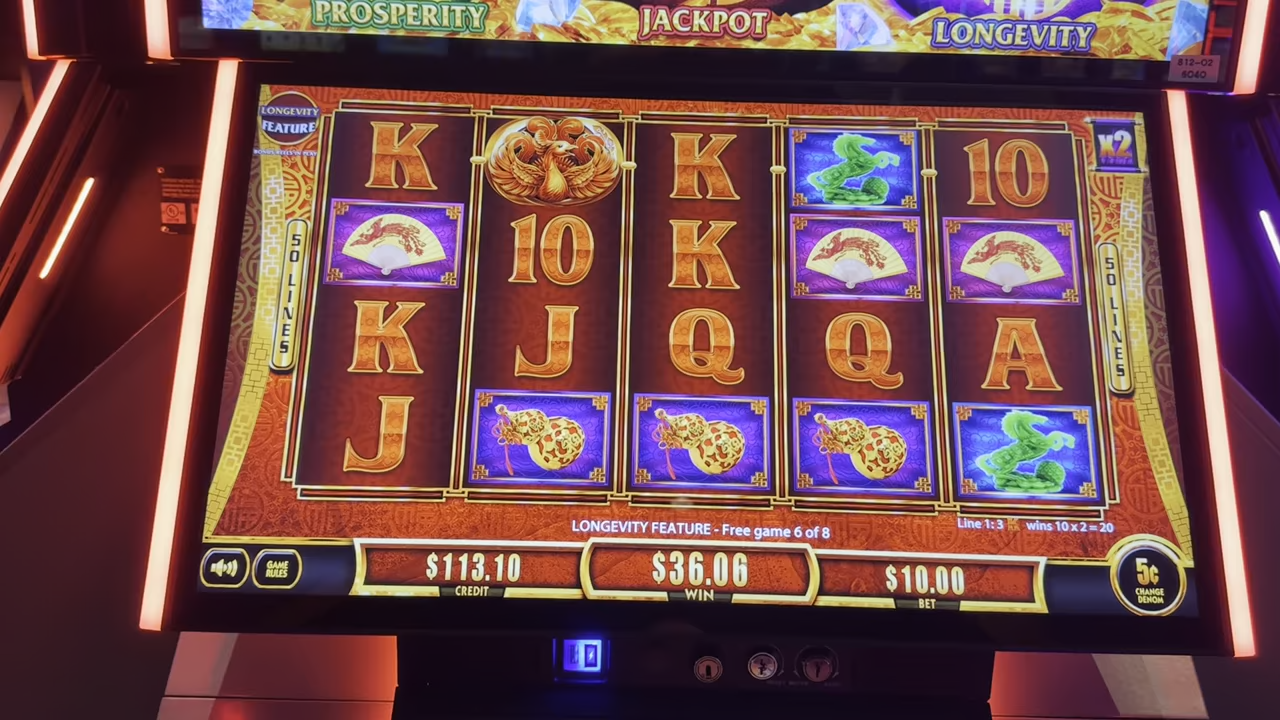 PROSPERITY
JACKPOT
LONGEVITY
812-02
6040
LONGEVITY
FEATURE
x2
K
K
10
10
K
50 LINES
50 LINES
K
J
Q
Q
A
J
LONGEVITY FEATURE - Free game 6 of 8
Line 1: 3 wins 10 x 2 = 20
GAME
RULES
$113.10
CREDIT
$36.06
WIN
$10.00
BET
5¢
CHANGE
DENOM